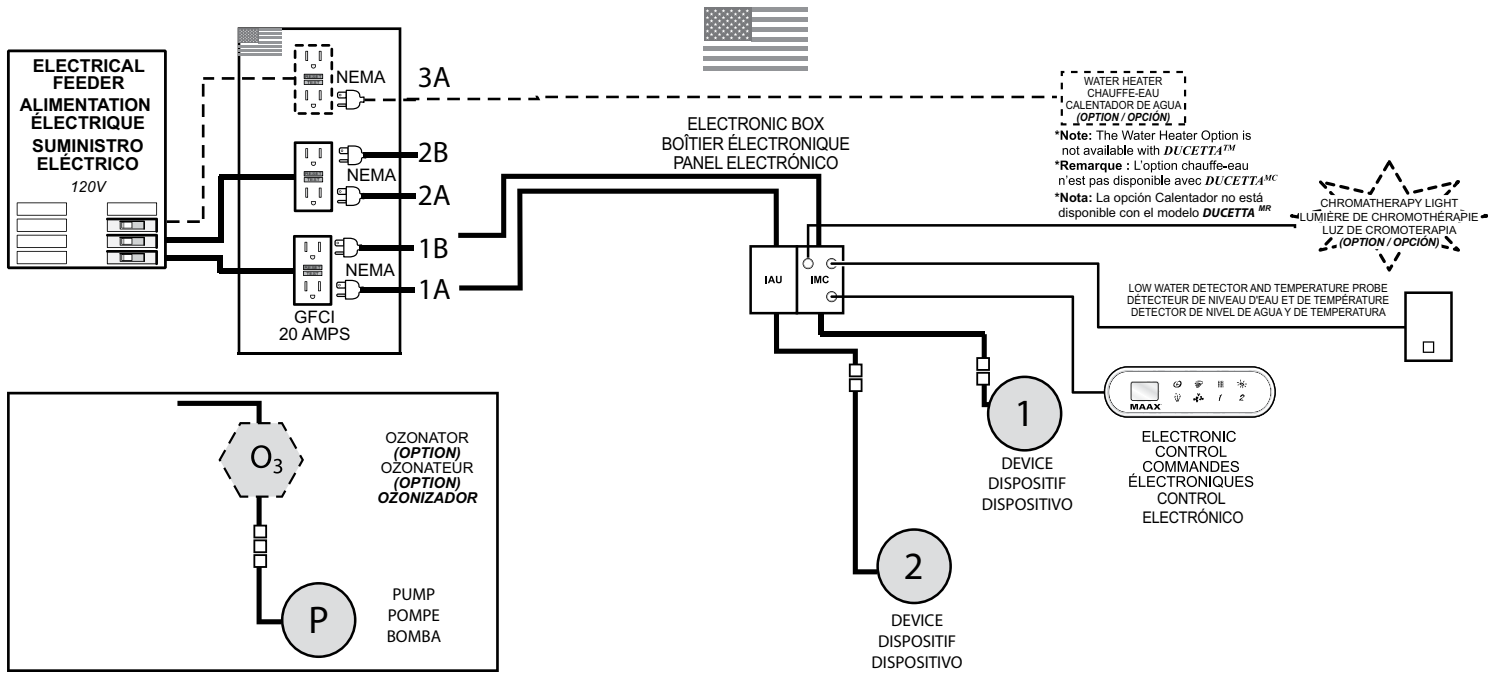 ELECTRICAL
FEEDER
ALIMENTATION
ÉLECTRIQUE
SUMINISTRO
ELÉCTRICO
120V
NEMA
3A
2B
NEMA
2A
1B
NEMA
1A
GFCI
20 AMPS
ELECTRONIC BOX
BOÎTIER ÉLECTRONIQUE
PANEL ELECTRÓNICO
WATER HEATER
CHAUFFE-EAU
CALENTADOR DE AGUA
(OPTION / OPCIÓN)
*Note: The Water Heater Option is
not available with DUCETTA™
*Remarque : L'option chauffe-eau
n'est pas disponible avec DUCETTAMC
*Nota: La opción Calentador no está
disponible con el modelo DUCETTA MR
CHROMATHERAPY LIGHT
LUMIÈRE DE CHROMOTHÉRAPIE
LUZ DE CROMOTERAPIA
(OPTION / OPCIÓN)
IAU
IMC
LOW WATER DETECTOR AND TEMPERATURE PROBE
DÉTECTEUR DE NIVEAU D'EAU ET DE TEMPÉRATURE
DETECTOR DE NIVEL DE AGUA Y DE TEMPERATURA
MAAX
1 2
ELECTRONIC
CONTROL
COMMANDES
ÉLECTRONIQUES
CONTROL
ELECTRÓNICO
1
DEVICE
DISPOSITIF
DISPOSITIVO
2
DEVICE
DISPOSITIF
DISPOSITIVO
O3
OZONATOR
(OPTION)
OZONATEUR
(OPTION)
OZONIZADOR
P
PUMP
POMPE
BOMBA